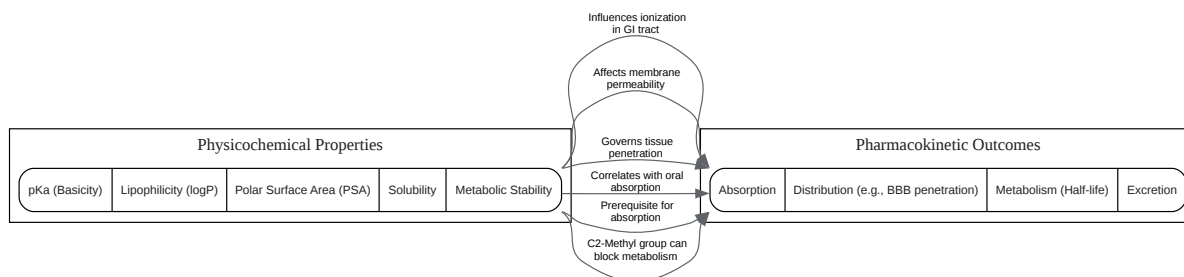 Influences ionization
in GI tract
Affects membrane
permeability
Physicochemical Properties
Governs tissue
penetration
Pharmacokinetic Outcomes
pKa (Basicity)
Lipophilicity (logP)
Polar Surface Area (PSA)
Solubility
Metabolic Stability
Correlates with oral
absorption
Absorption
Distribution (e.g., BBB penetration)
Metabolism (Half-life)
Excretion
Prerequisite for
absorption
C2-Methyl group can
block metabolism